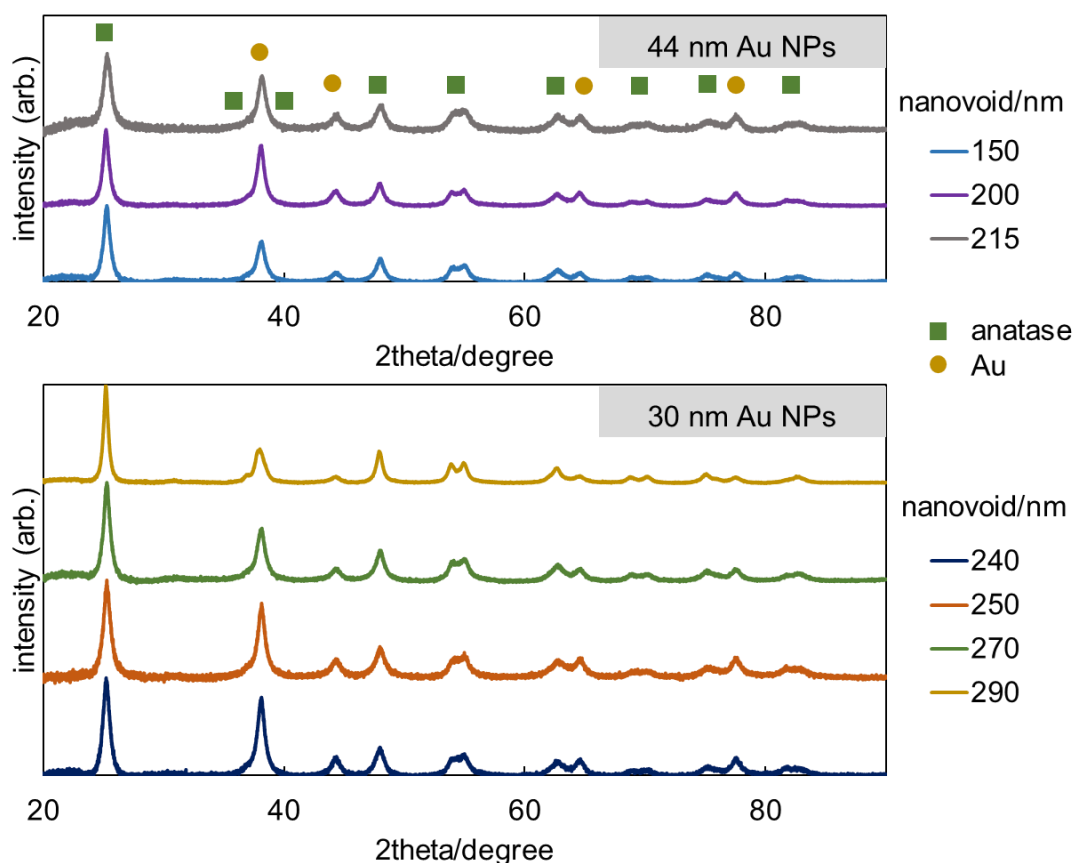 44 nm Au NPs
intensity (arb.)
20 40 60 80
2theta/degree
nanovoid/nm
150
200
215
anatase
Au
30 nm Au NPs
intensity (arb.)
20 40 60 80
2theta/degree
nanovoid/nm
240
250
270
290